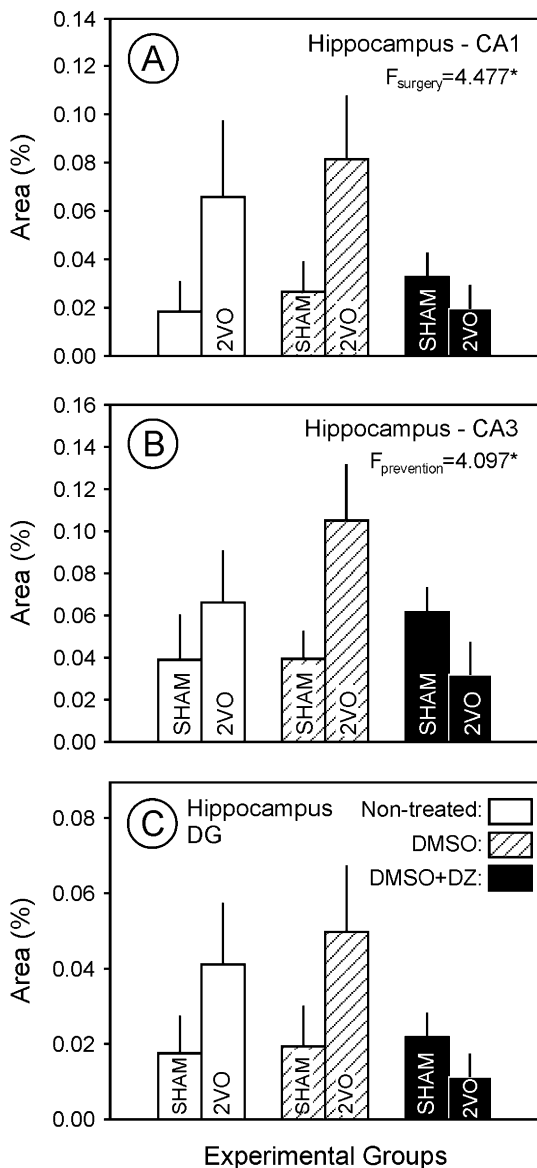 0.14
0.12
0.10
0.08
0.06
0.04
0.02
0.00
Area (%)
A
Hippocampus - CA1
Fsurgery=4.477*
2VO
SHAM
2VO
SHAM
2VO
0.16
0.14
0.12
0.10
0.08
0.06
0.04
0.02
0.00
Area (%)
B
Hippocampus - CA3
Fprevention=4.097*
SHAM
2VO
SHAM
2VO
SHAM
2VO
0.08
0.06
0.04
0.02
0.00
Area (%)
C
Hippocampus
DG
Non-treated:
DMSO:
DMSO+DZ:
SHAM
2VO
SHAM
2VO
SHAM
2VO
Experimental Groups